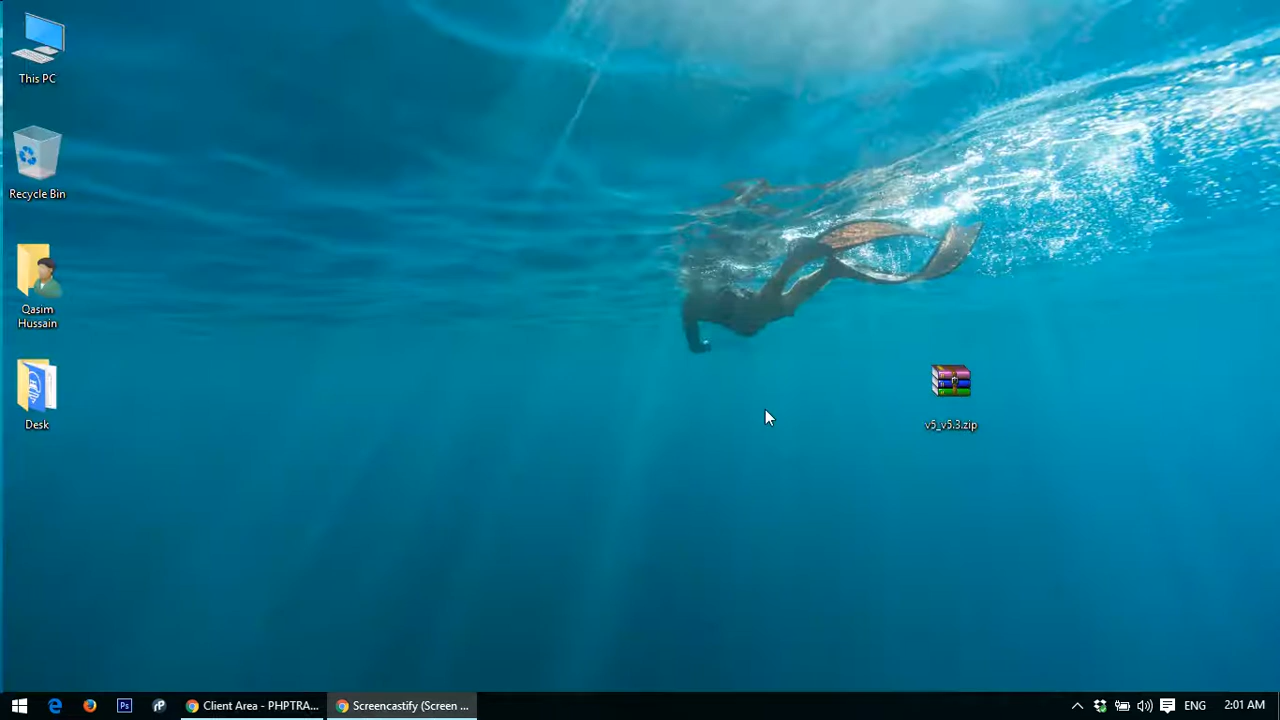 This PC
Recycle Bin
Qasim
Hussain
Desk
v5_v5.3.zip
Ps
Client Area - PHPTRA...
Screencastify (Screen ...
ENG
2:01 AM